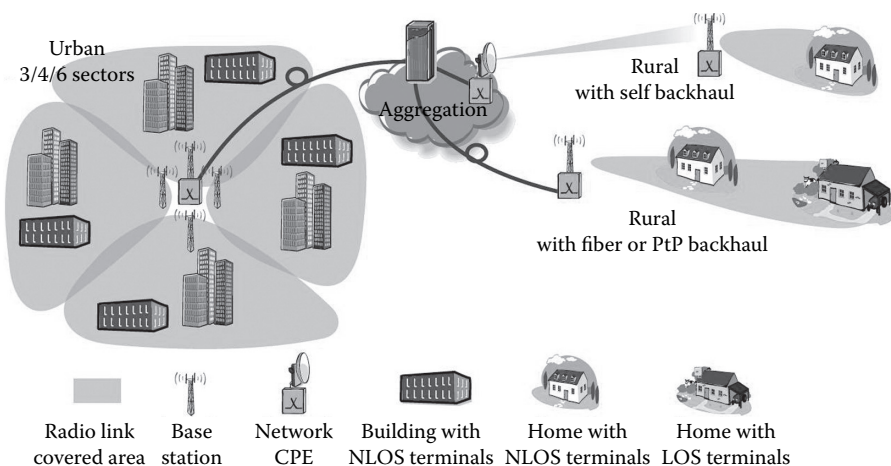 Urban
3/4/6 sectors
Aggregation
Rural
with self backhaul
Rural
with fiber or PtP backhaul
Radio link
covered area
Base
station
Network
CPE
Building with
NLOS terminals
Home with
NLOS terminals
Home with
LOS terminals